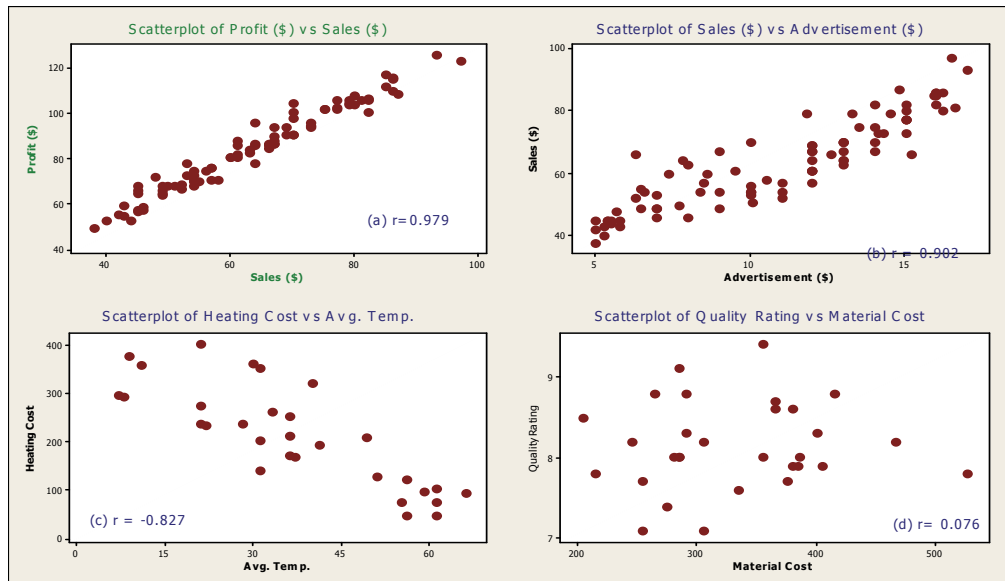 Scatterplot of Profit ($) vs Sales ($)
120
100
80
60
40
Profit ($)
(a) r=0.979
40 60 80 100
Sales ($)
Scatterplot of Sales ($) vs Advertisement ($)
100
80
60
40
Sales ($)
(b) r = 0.902
5 10 15
Advertisement ($)
Scatterplot of Heating Cost vs Avg. Temp.
400
300
200
100
0
Heating Cost
(c) r = -0.827
0 15 30 45 60
Avg. Temp.
Scatterplot of Quality Rating vs Material Cost
9
8
7
Quality Rating
(d) r= 0.076
200 300 400 500
Material Cost